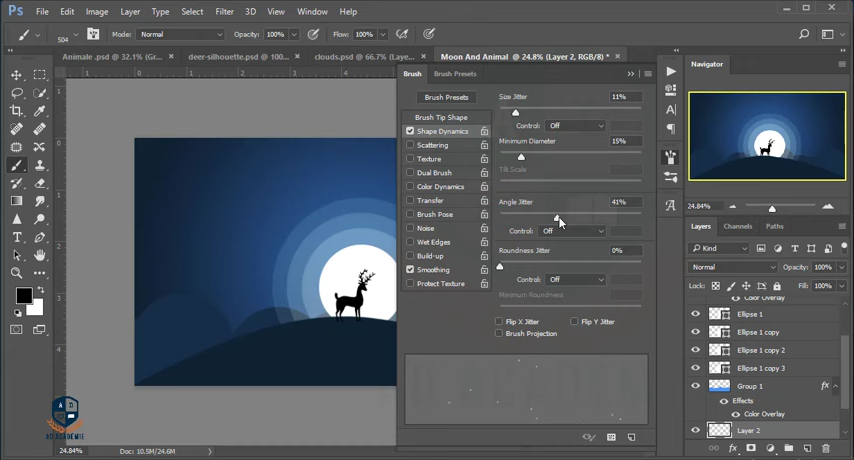 Ps File Edit Image Layer Type Select Filter 3D View Window Help
504 Mode: Normal Opacity: 100% Flow: 100%
Animale .psd @ 32.1% (Gr... × deer-silhouette.psd @ 100... × clouds.psd @ 66.7% (Laye... × Moon And Animal @ 24.8% (Layer 2, RGB/8) * ×
Brush Brush Presets
Brush Presets
Brush Tip Shape
Shape Dynamics
Scattering
Texture
Dual Brush
Color Dynamics
Transfer
Brush Pose
Noise
Wet Edges
Build-up
Smoothing
Protect Texture
Size Jitter 11%
Control: Off
Minimum Diameter 15%
Tilt Scale
Angle Jitter 41%
Control: Off
Roundness Jitter 0%
Control: Off
Minimum Roundness
Flip X Jitter Flip Y Jitter
Brush Projection
Navigator
24.84%
Layers Channels Paths
Kind
Normal Opacity: 100%
Lock: Fill: 100%
Color Overlay
Ellipse 1
Ellipse 1 copy
Ellipse 1 copy 2
Ellipse 1 copy 3
Group 1 fx
Effects
Color Overlay
Layer 2
A D
AD ACADEMIE
24.84% Doc: 10.5M/24.6M